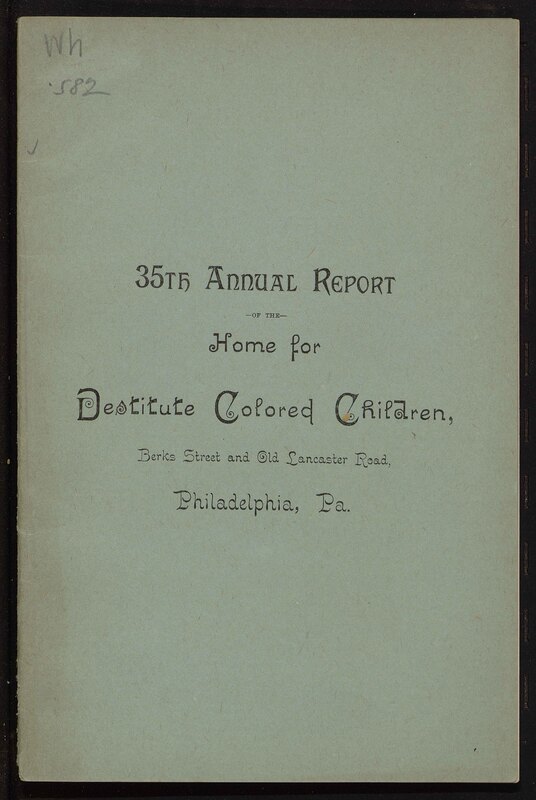 Wh
.582
35th Annual Report
—OF THE—
Home for
Destitute Colored Children,
Berks Street and Old Lancaster Road,
Philadelphia, Pa.